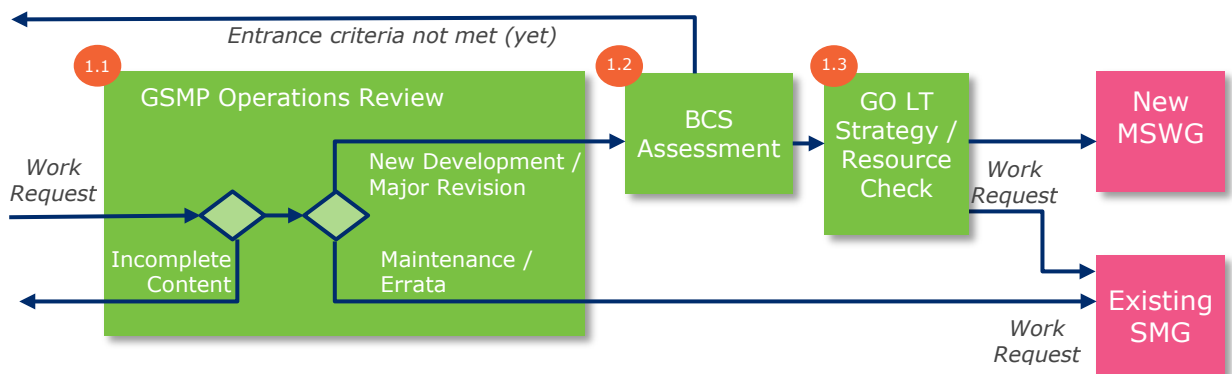 Entrance criteria not met (yet)
1.1
1.2
1.3
GSMP Operations Review
BCS
Assessment
GO LT
Strategy /
Resource
Check
New
MSWG
Work
Request
New Development /
Major Revision
Work
Request
Incomplete
Content
Maintenance /
Errata
Existing
SMG
Work
Request